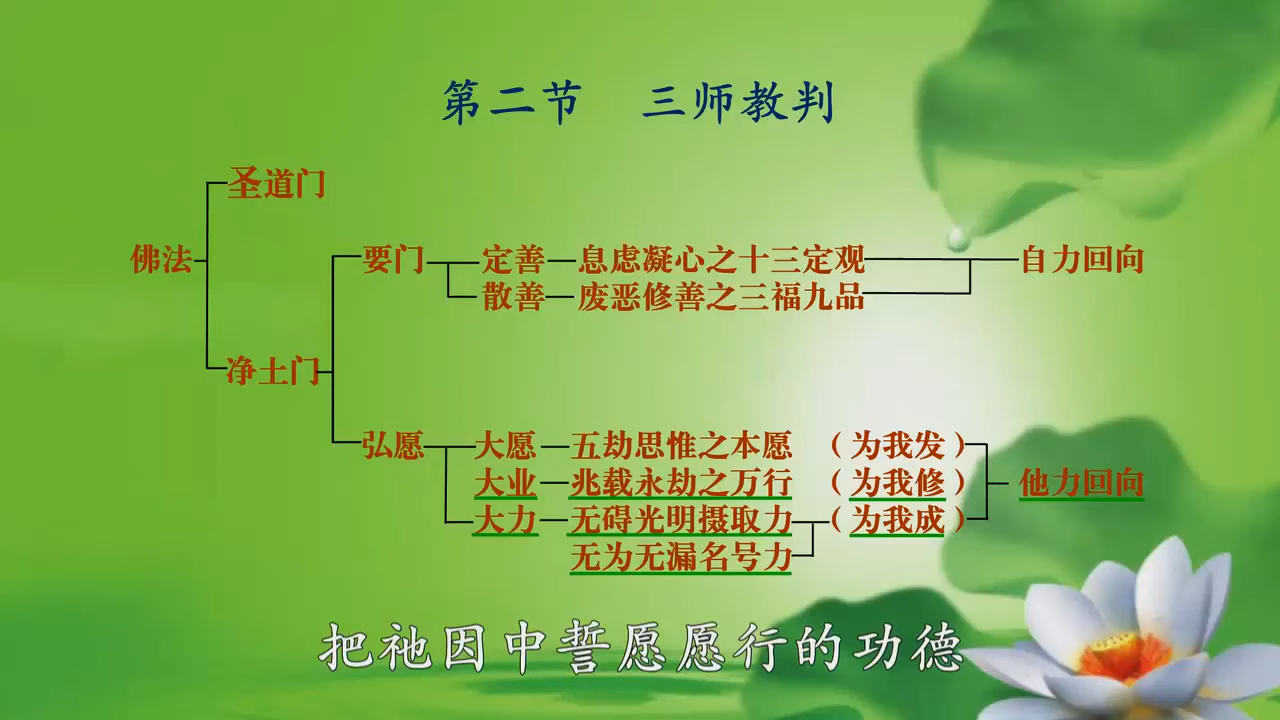 第二节 三师教判
圣道门
佛法
要门 定善 息虑凝心之十三定观 自力回向
散善 废恶修善之三福九品
净土门
弘愿 大愿 五劫思惟之本愿 （为我发）
大业 兆载永劫之万行 （为我修） 他力回向
大力 无碍光明摄取力 （为我成）
无为无漏名号力
把祂因中誓愿愿行的功德